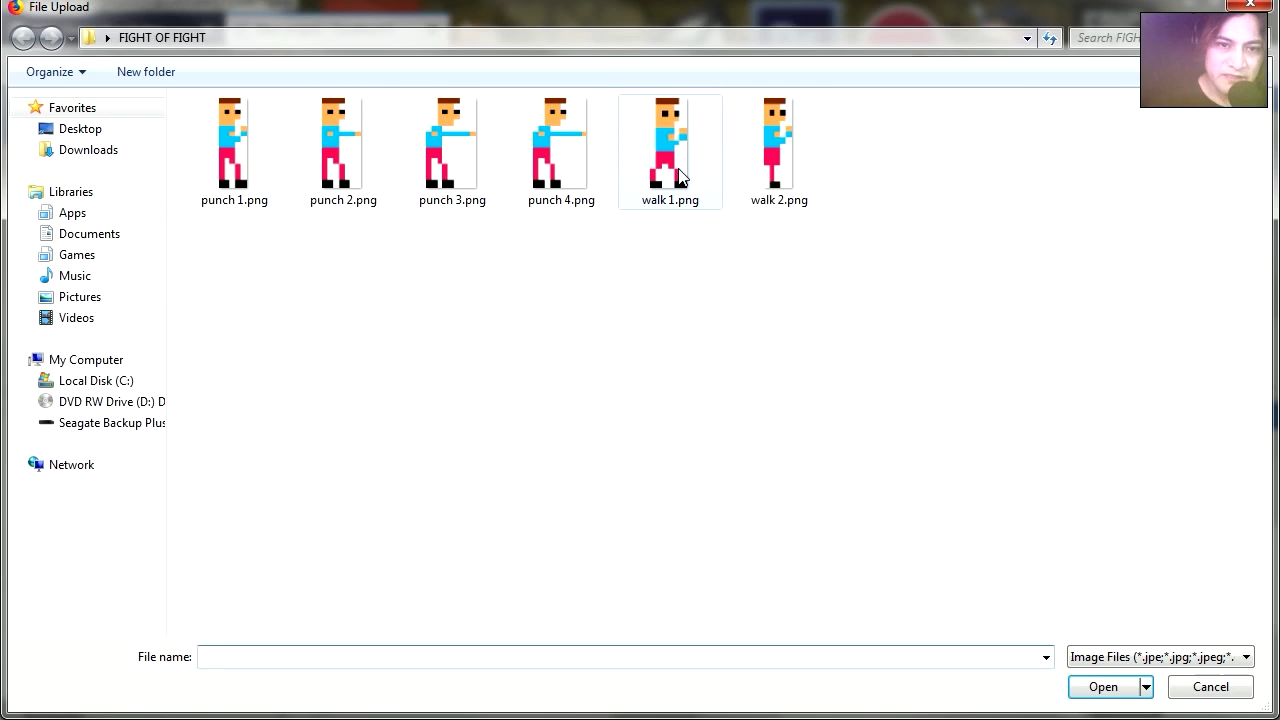 File Upload
FIGHT OF FIGHT
Search FIGH
Organize
New folder
Favorites
Desktop
Downloads
Libraries
Apps
Documents
Games
Music
Pictures
Videos
My Computer
Local Disk (C:)
DVD RW Drive (D:) D
Seagate Backup Plus
Network
punch 1.png
punch 2.png
punch 3.png
punch 4.png
walk 1.png
walk 2.png
File name:
Image Files (*.jpe;*.jpg;*.jpeg;*.
Open
Cancel